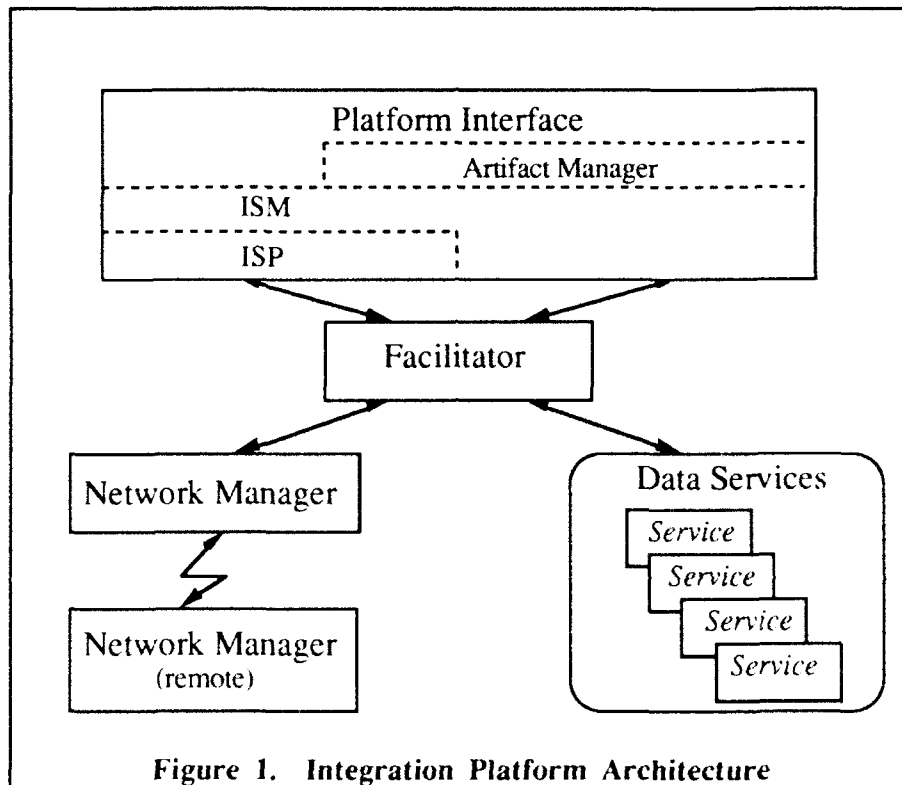 Platform Interface
Artifact Manager
ISM
ISP
Facilitator
Network Manager
Data Services
Service
Service
Service
Service
Network Manager
(remote)
Figure 1. Integration Platform Architecture